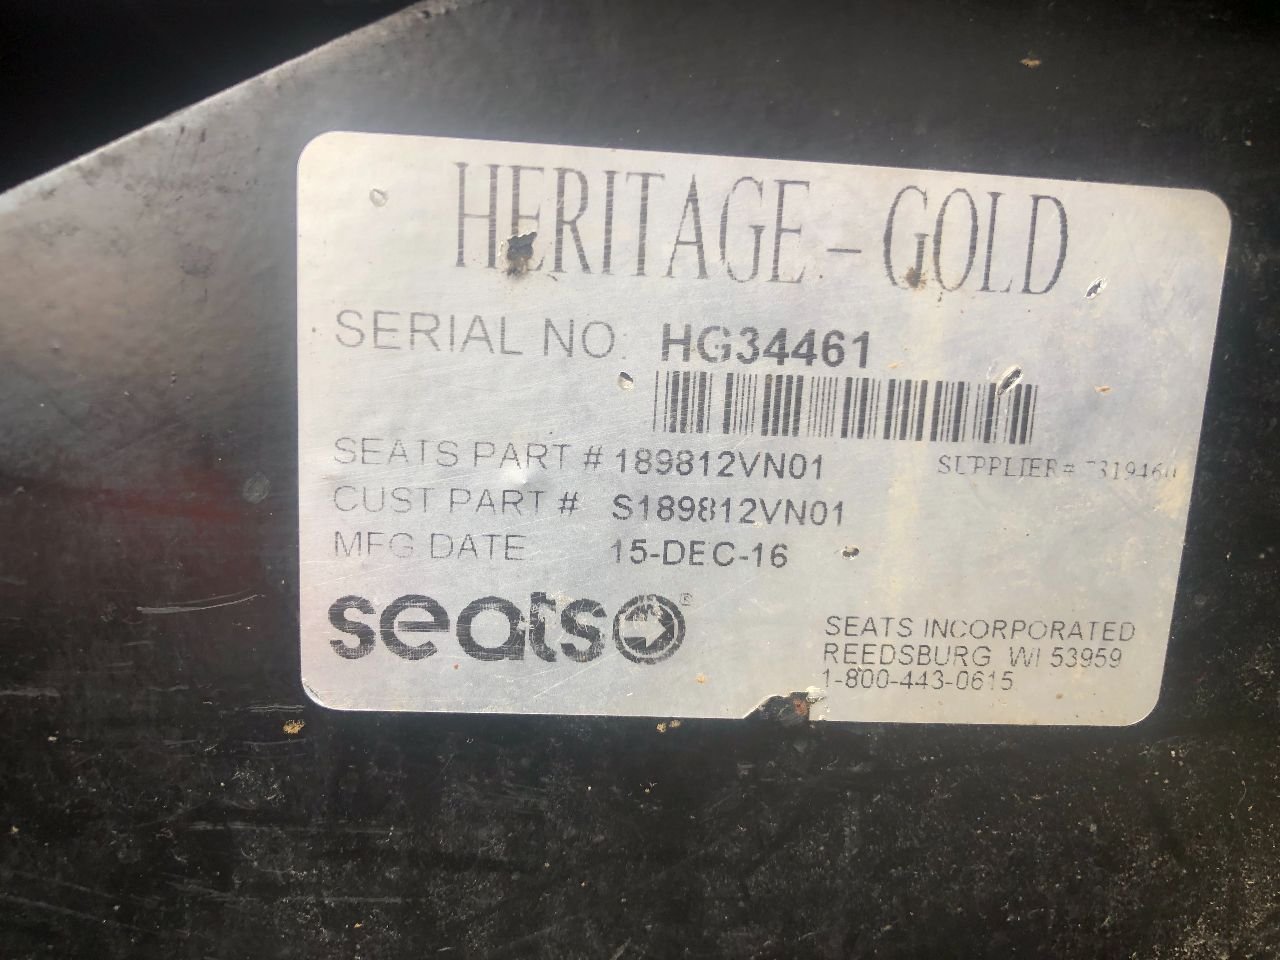 HERITAGE - GOLD
SERIAL NO. HG34461
SEATS PART # 189812VN01 SUPPLIER#
CUST PART # S189812VN01
MFG DATE 15-DEC-16
seats ®
SEATS INCORPORATED
REEDSBURG WI 53959
1-800-443-0615